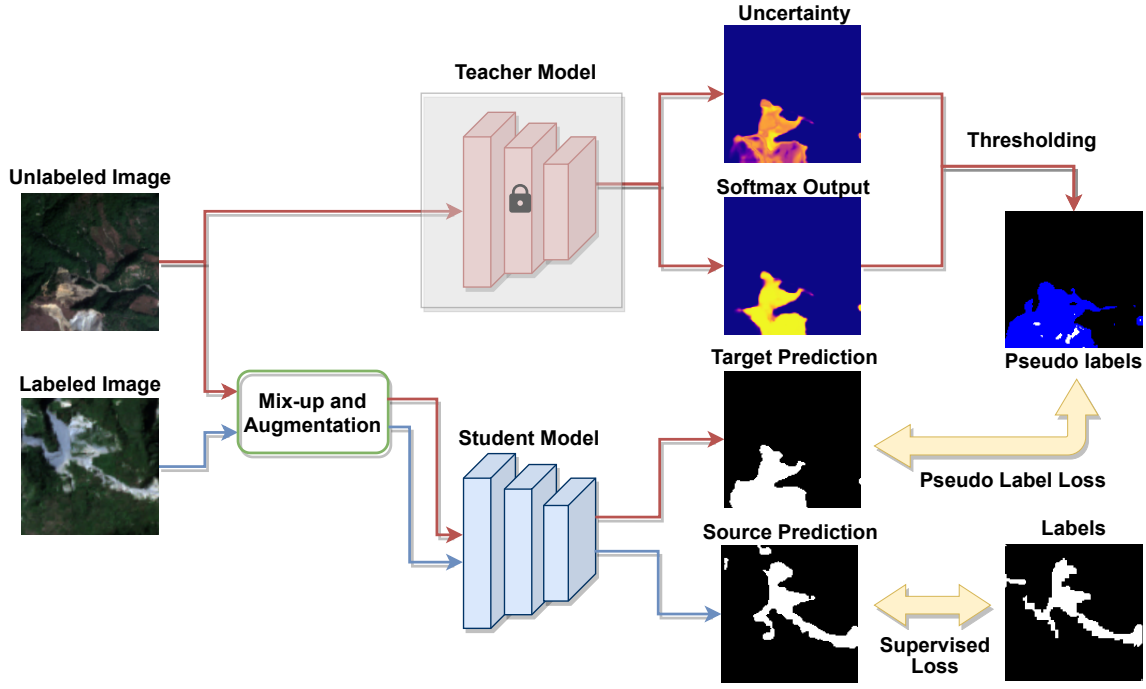 Uncertainty
Teacher Model
Thresholding
Unlabeled Image
Softmax Output
Target Prediction
Pseudo labels
Labeled Image
Mix-up and
Augmentation
Student Model
Pseudo Label Loss
Source Prediction
Labels
Supervised
Loss